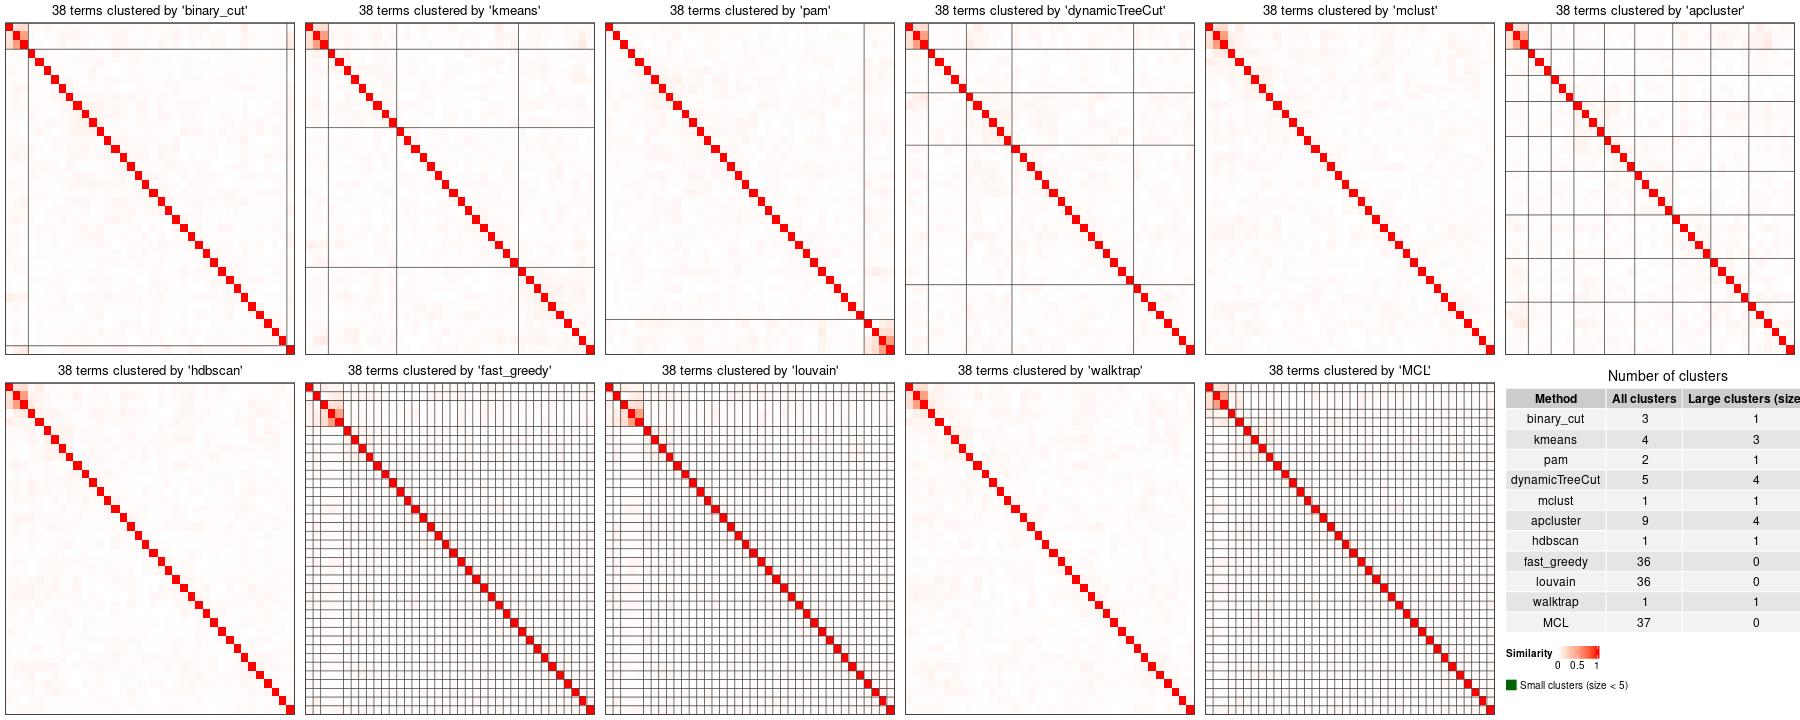 38 terms clustered by 'binary_cut'
38 terms clustered by 'kmeans'
38 terms clustered by 'pam'
38 terms clustered by 'dynamicTreeCut'
38 terms clustered by 'mclust'
38 terms clustered by 'apcluster'
38 terms clustered by 'hdbscan'
38 terms clustered by 'fast_greedy'
38 terms clustered by 'louvain'
38 terms clustered by 'walktrap'
38 terms clustered by 'MCL'
Number of clusters
Method All clusters Large clusters (size
binary_cut 3 1
kmeans 4 3
pam 2 1
dynamicTreeCut 5 4
mclust 1 1
apcluster 9 4
hdbscan 1 1
fast_greedy 36 0
louvain 36 0
walktrap 1 1
MCL 37 0
Similarity
0 0.5 1
Small clusters (size < 5)